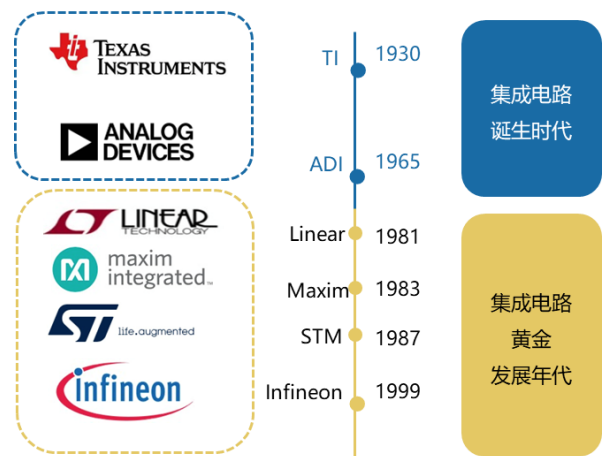 TEXAS
INSTRUMENTS
ANALOG
DEVICES
TI 1930
ADI 1965
集成电路
诞生时代
LINEAR
TECHNOLOGY
maxim
integrated™
ST life.augmented
infineon
Linear 1981
Maxim 1983
STM 1987
Infineon 1999
集成电路
黄金
发展年代